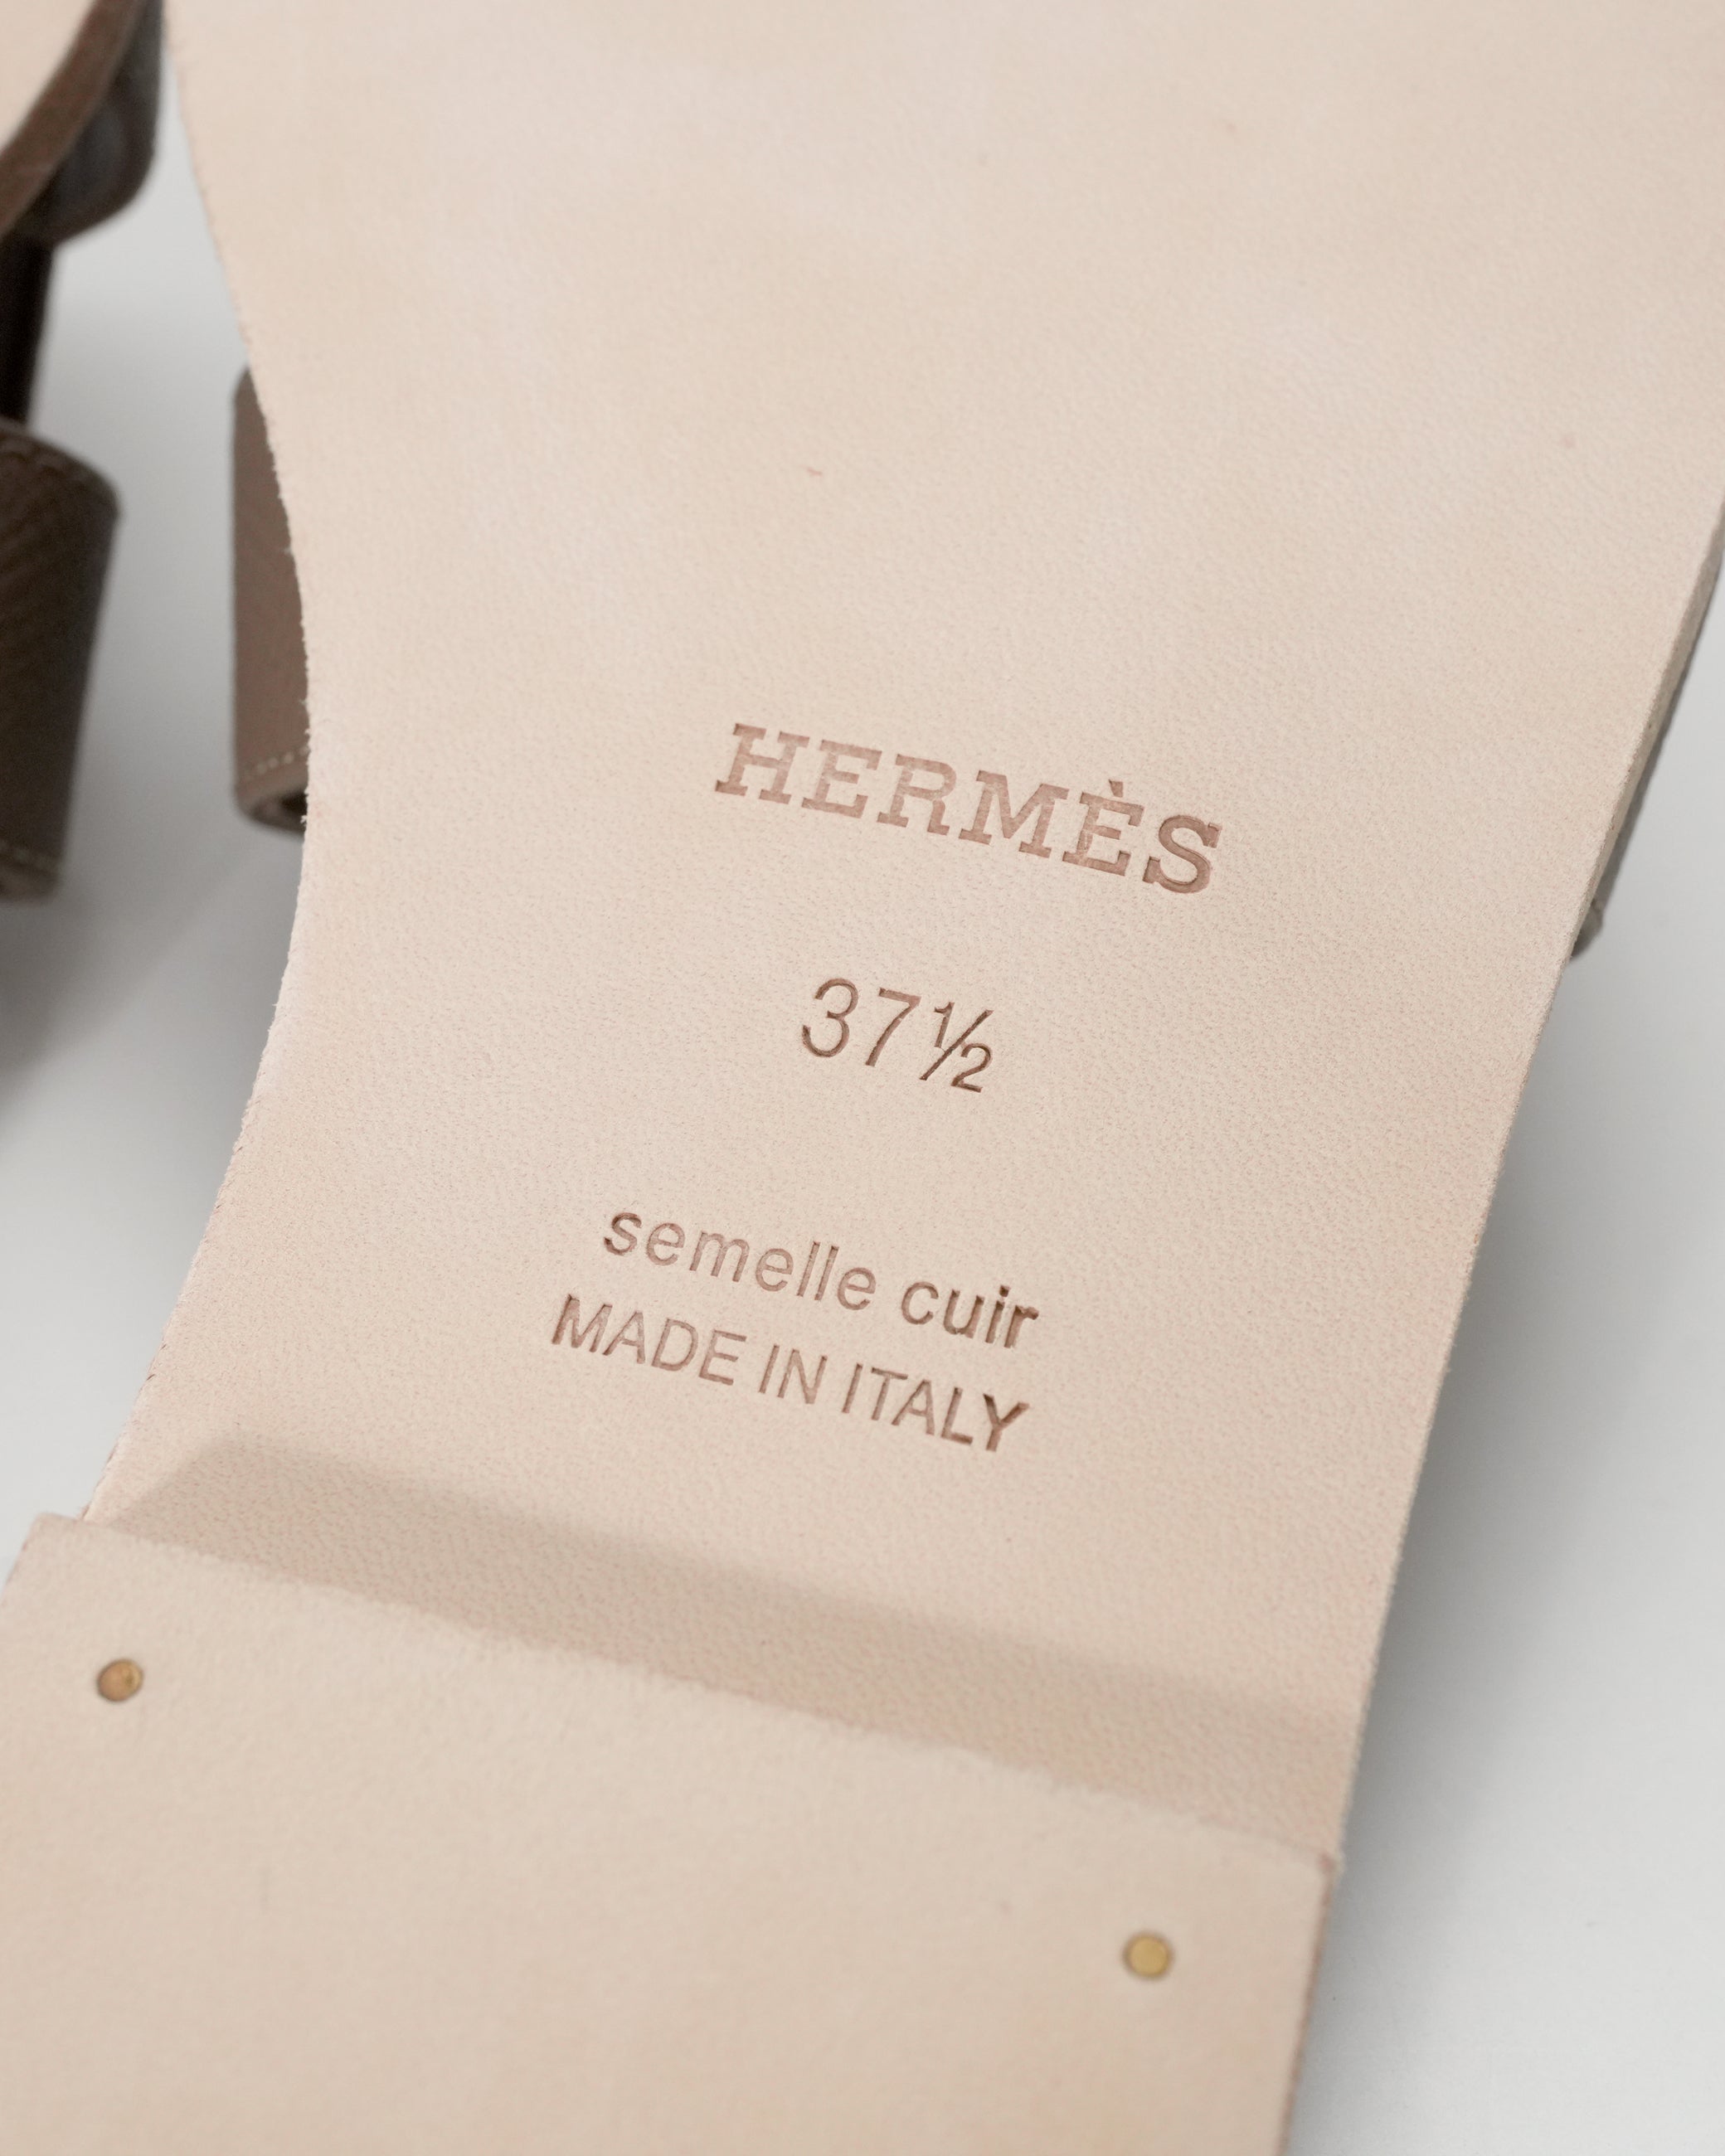 HERMÈS
37½
semelle cuir
MADE IN ITALY